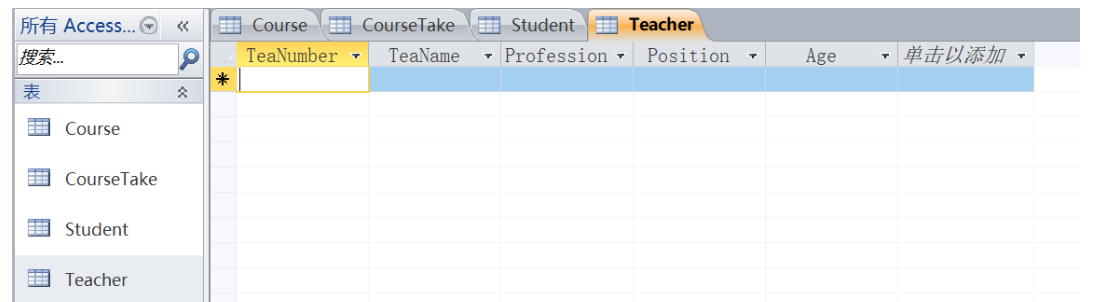 所有 Access... «
Course CourseTake Student Teacher
搜索...
TeaNumber TeaName Profession Position Age 单击以添加
表
*
Course
CourseTake
Student
Teacher